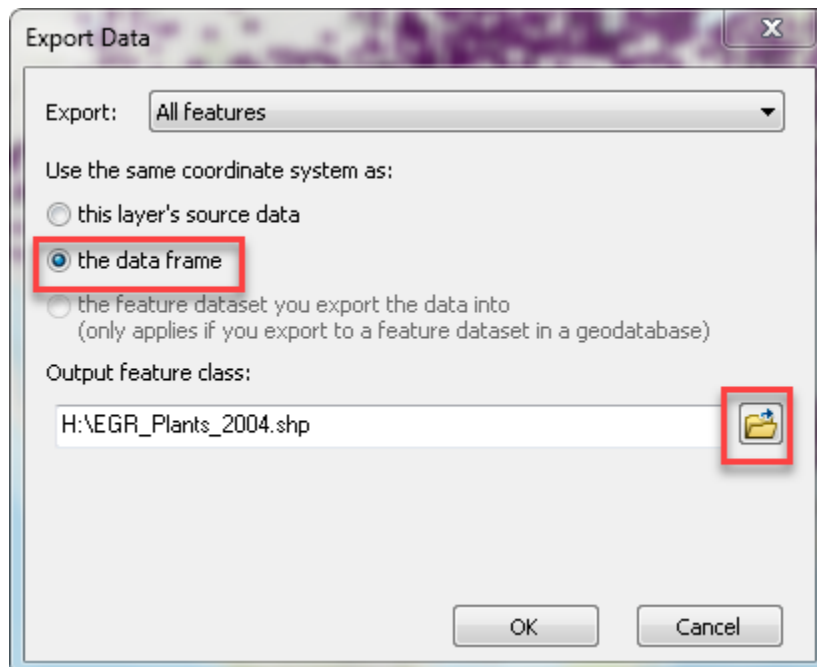 Export Data
Export: All features
Use the same coordinate system as:
this layer's source data
the data frame
the feature dataset you export the data into
(only applies if you export to a feature dataset in a geodatabase)
Output feature class:
H:\EGR_Plants_2004.shp
OK Cancel